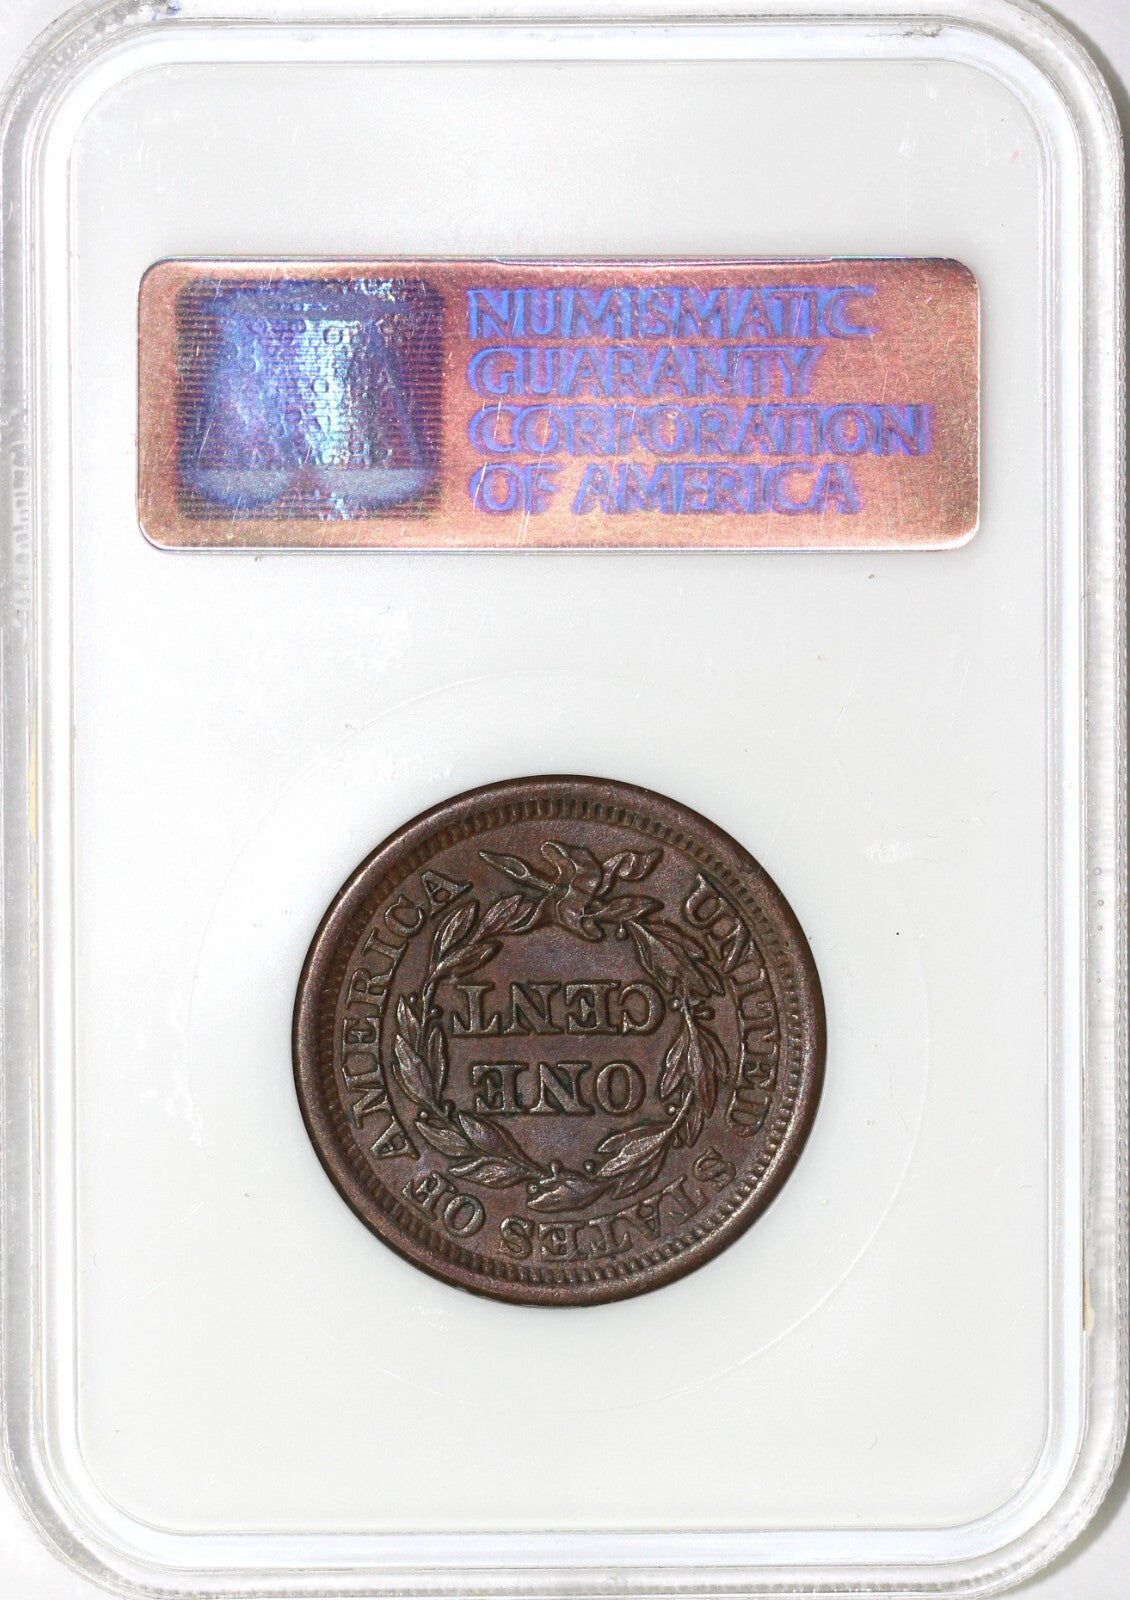 NUMISMATIC
GUARANTY
CORPORATION
OF AMERICA
UNITED STATES OF AMERICA
ONE
CENT